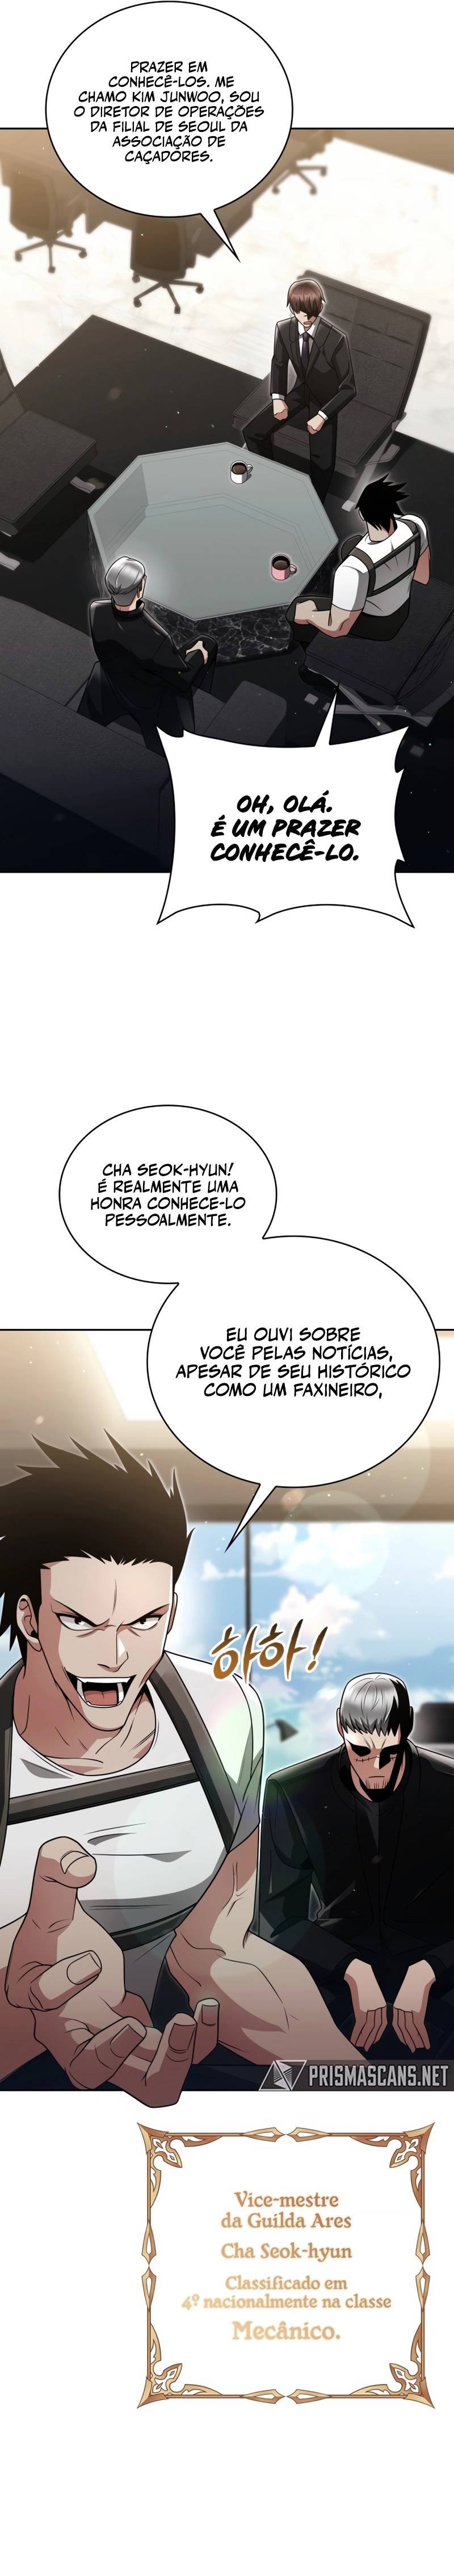 PRAZER EM
CONHECÊ-LOS. ME
CHAMO KIM JUNWOO, SOU
O DIRETOR DE OPERAÇÕES
DA FILIAL DE SEOUL DA
ASSOCIAÇÃO DE
CAÇADORES.
OH, OLÁ.
É UM PRAZER
CONHECÊ-LO.
CHA SEOK-HYUN!
É REALMENTE UMA
HONRA CONHECE-LO
PESSOALMENTE.
EU OUVI SOBRE
VOCÊ PELAS NOTÍCIAS,
APESAR DE SEU HISTÓRICO
COMO UM FAXINEIRO,
하하!
PRISMASCANS.NET
Vice-mestre
da Guilda Ares
Cha Seok-hyun
Classificado em
4º nacionalmente na classe
Mecânico.